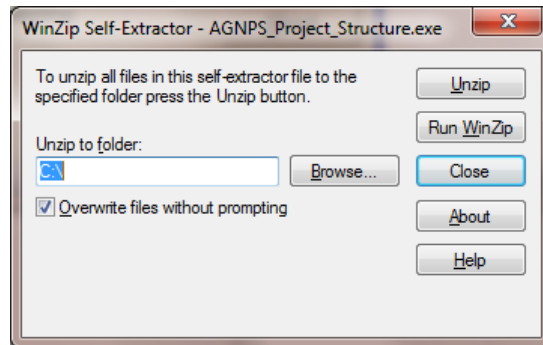 WinZip Self-Extractor - AGNPS_Project_Structure.exe
To unzip all files in this self-extractor file to the
specified folder press the Unzip button.
Unzip to folder:
C:\
Browse...
Overwrite files without prompting
Unzip
Run WinZip
Close
About
Help